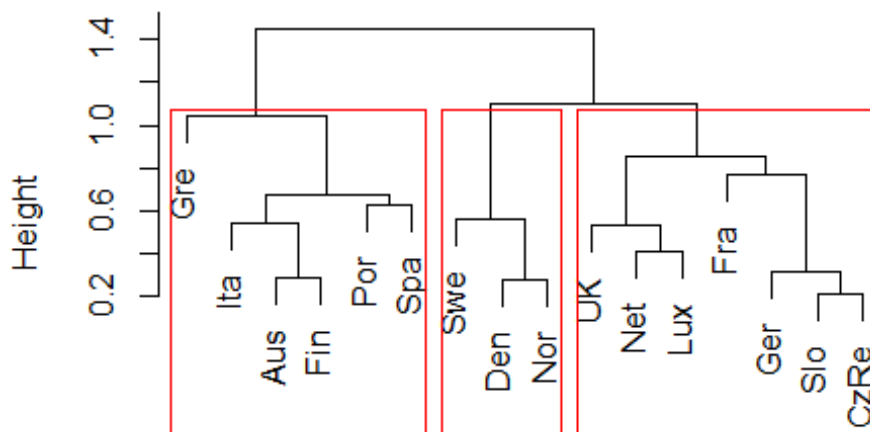 Height
1.4
1.0
0.6
0.2
Gre
Ita
Aus
Fin
Por
Spa
Swe
Den
Nor
UK
Net
Lux
Fra
Ger
Slo
CzRe